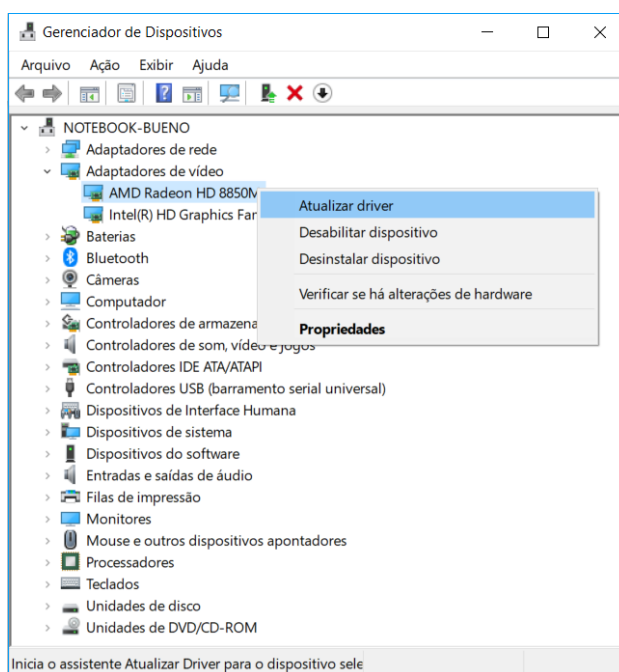 Gerenciador de Dispositivos
Arquivo Ação Exibir Ajuda
NOTEBOOK-BUENO
Adaptadores de rede
Adaptadores de vídeo
AMD Radeon HD 8850M
Intel(R) HD Graphics Fan
Atualizar driver
Desabilitar dispositivo
Desinstalar dispositivo
Verificar se há alterações de hardware
Propriedades
Baterias
Bluetooth
Câmeras
Computador
Controladores de armazena
Controladores de som, vídeo e jogos
Controladores IDE ATA/ATAPI
Controladores USB (barramento serial universal)
Dispositivos de Interface Humana
Dispositivos de sistema
Dispositivos do software
Entradas e saídas de áudio
Filas de impressão
Monitores
Mouse e outros dispositivos apontadores
Processadores
Teclados
Unidades de disco
Unidades de DVD/CD-ROM
Inicia o assistente Atualizar Driver para o dispositivo sele